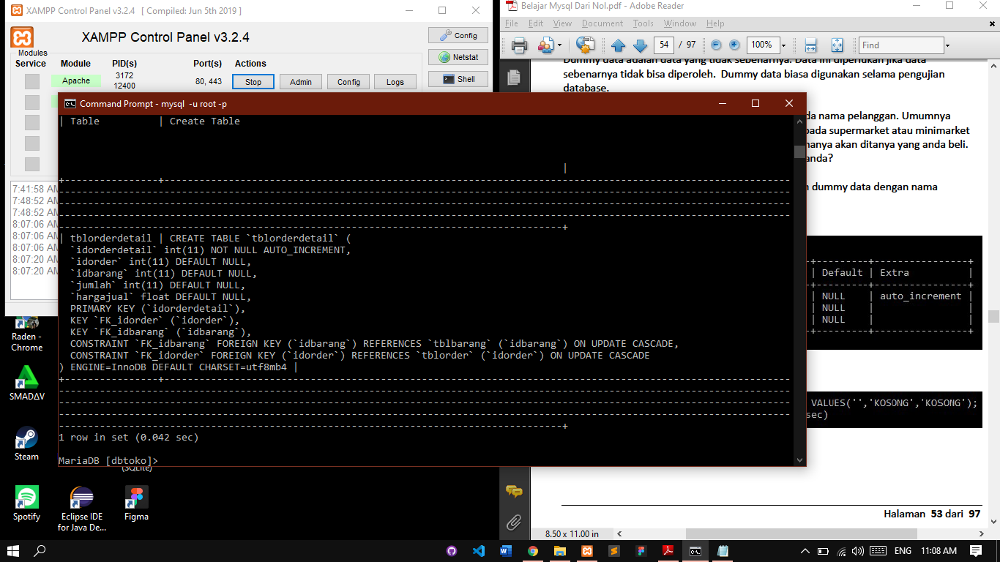 XAMPP Control Panel v3.2.4 [ Compiled: Jun 5th 2019 ]
XAMPP Control Panel v3.2.4
Config
Netstat
Shell
Modules
Service Module PID(s) Port(s) Actions
Apache 3172 12400 80, 443 Stop Admin Config Logs
7:41:58 AM
7:48:52 AM
7:48:52 AM
8:07:06 AM
8:07:06 AM
8:07:06 AM
8:07:20 AM
8:07:20 AM
Belajar Mysql Dari Nol.pdf - Adobe Reader
File Edit View Document Tools Window Help
54 / 97 100% Find
Dummy data adalah data yang tidak sebenarnya. Data ini diperlukan jika data
sebenarnya tidak bisa diperoleh. Dummy data biasa digunakan selama pengujian
database.
da nama pelanggan. Umumnya
pada supermarket atau minimarket
hanya akan ditanya yang anda beli.
anda?
n dummy data dengan nama
+---------+----------------+
| Default | Extra |
+---------+----------------+
| NULL | auto_increment |
| NULL | |
| NULL | |
+---------+----------------+
VALUES('','KOSONG','KOSONG');
sec)
Halaman 53 dari 97
8.50 x 11.00 in
Command Prompt - mysql -u root -p
| Table | Create Table
|
| tblorderdetail | CREATE TABLE `tblorderdetail` (
`idorderdetail` int(11) NOT NULL AUTO_INCREMENT,
`idorder` int(11) DEFAULT NULL,
`idbarang` int(11) DEFAULT NULL,
`jumlah` int(11) DEFAULT NULL,
`hargajual` float DEFAULT NULL,
PRIMARY KEY (`idorderdetail`),
KEY `FK_idorder` (`idorder`),
KEY `FK_idbarang` (`idbarang`),
CONSTRAINT `FK_idbarang` FOREIGN KEY (`idbarang`) REFERENCES `tblbarang` (`idbarang`) ON UPDATE CASCADE,
CONSTRAINT `FK_idorder` FOREIGN KEY (`idorder`) REFERENCES `tblorder` (`idorder`) ON UPDATE CASCADE
) ENGINE=InnoDB DEFAULT CHARSET=utf8mb4 |
1 row in set (0.042 sec)
MariaDB [dbtoko]>
Raden -
Chrome
SMADΔV
Steam
(SQLite)
Spotify
Eclipse IDE
for Java De...
Figma
ENG 11:08 AM